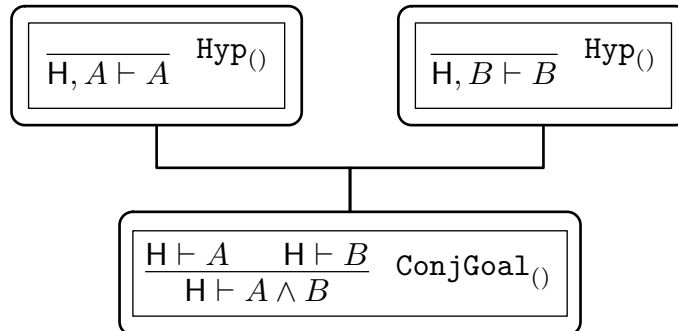 H, A ⊢ A Hyp()
H, B ⊢ B Hyp()
H ⊢ A H ⊢ B ConjGoal()
H ⊢ A ∧ B